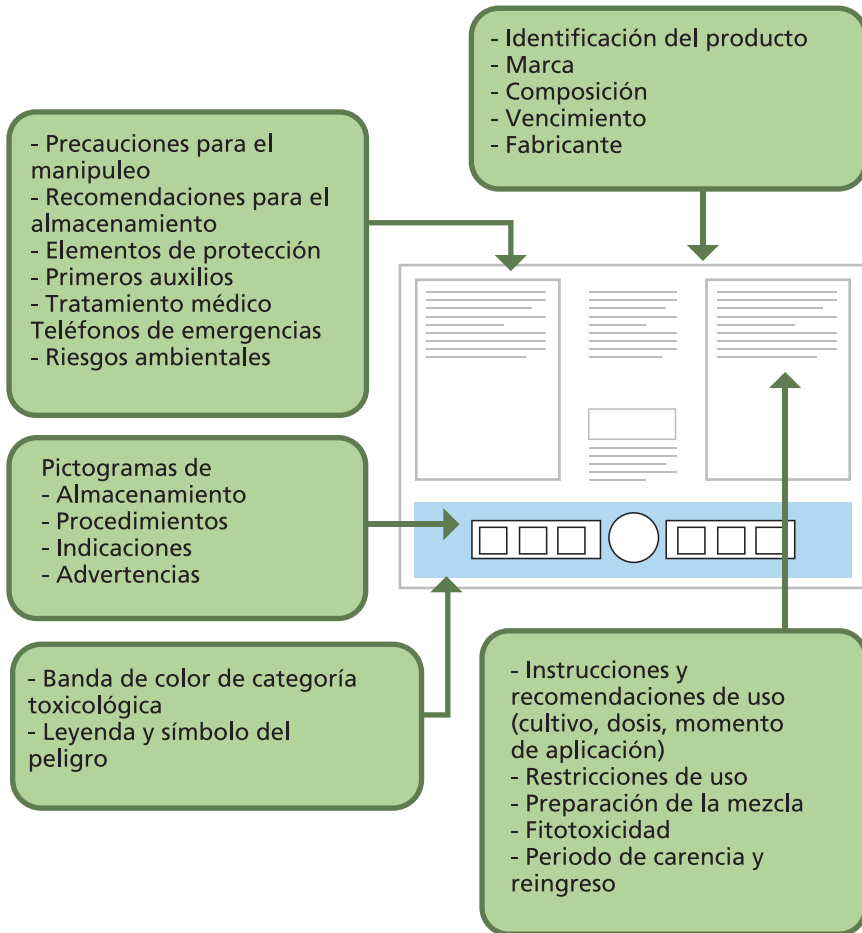 - Identificación del producto
- Marca
- Composición
- Vencimiento
- Fabricante
- Precauciones para el
manipuleo
- Recomendaciones para el
almacenamiento
- Elementos de protección
- Primeros auxilios
- Tratamiento médico
Teléfonos de emergencias
- Riesgos ambientales
Pictogramas de
- Almacenamiento
- Procedimientos
- Indicaciones
- Advertencias
- Banda de color de categoría
toxicológica
- Leyenda y símbolo del
peligro
- Instrucciones y
recomendaciones de uso
(cultivo, dosis, momento
de aplicación)
- Restricciones de uso
- Preparación de la mezcla
- Fitotoxicidad
- Periodo de carencia y
reingreso